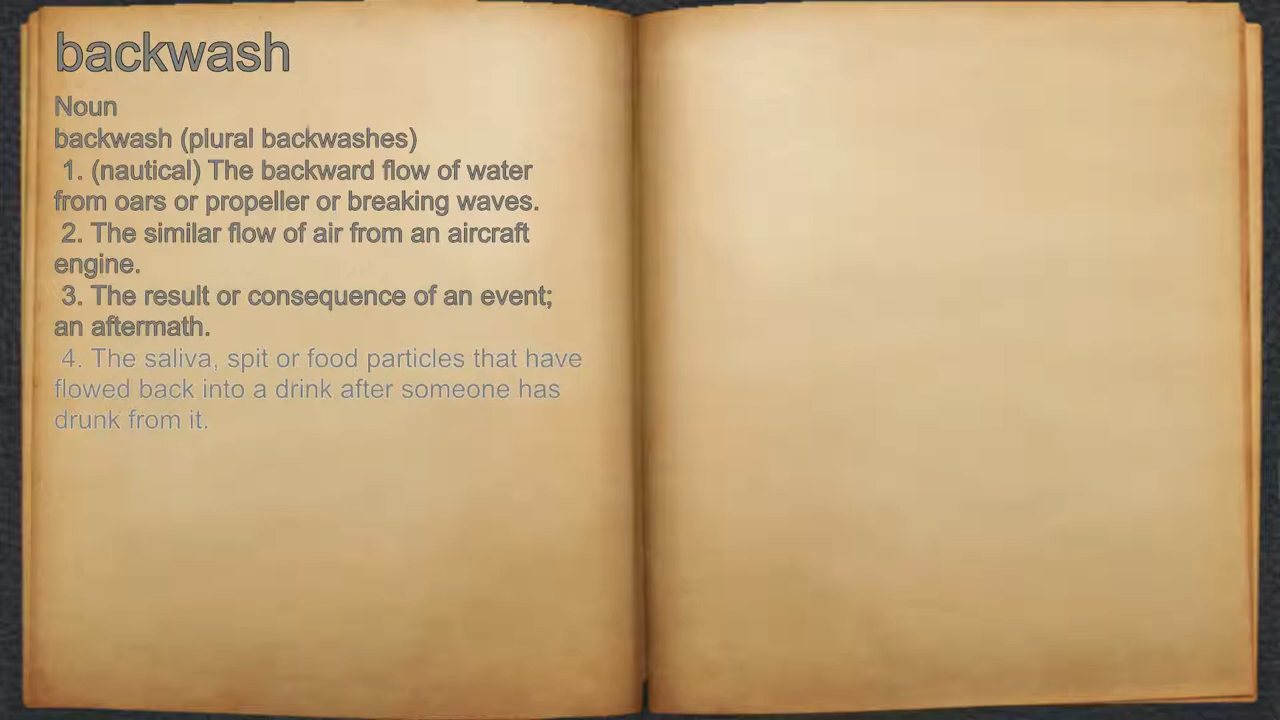 backwash
Noun
backwash (plural backwashes)
1. (nautical) The backward flow of water
from oars or propeller or breaking waves.
2. The similar flow of air from an aircraft
engine.
3. The result or consequence of an event;
an aftermath.
4. The saliva, spit or food particles that have
flowed back into a drink after someone has
drunk from it.